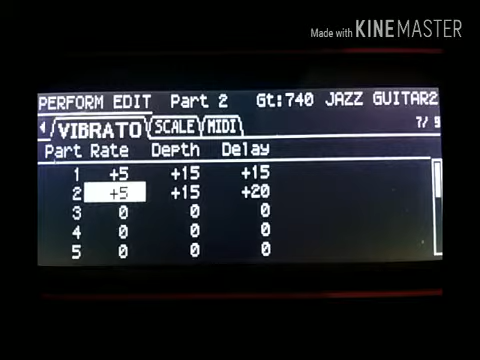 Made with KINEMASTER
PERFORM EDIT Part 2 Gt:740 JAZZ GUITAR2
VIBRATO SCALE MIDI 7/
Part Rate Depth Delay
1 +5 +15 +15
2 +5 +15 +20
3 0 0 0
4 0 0 0
5 0 0 0